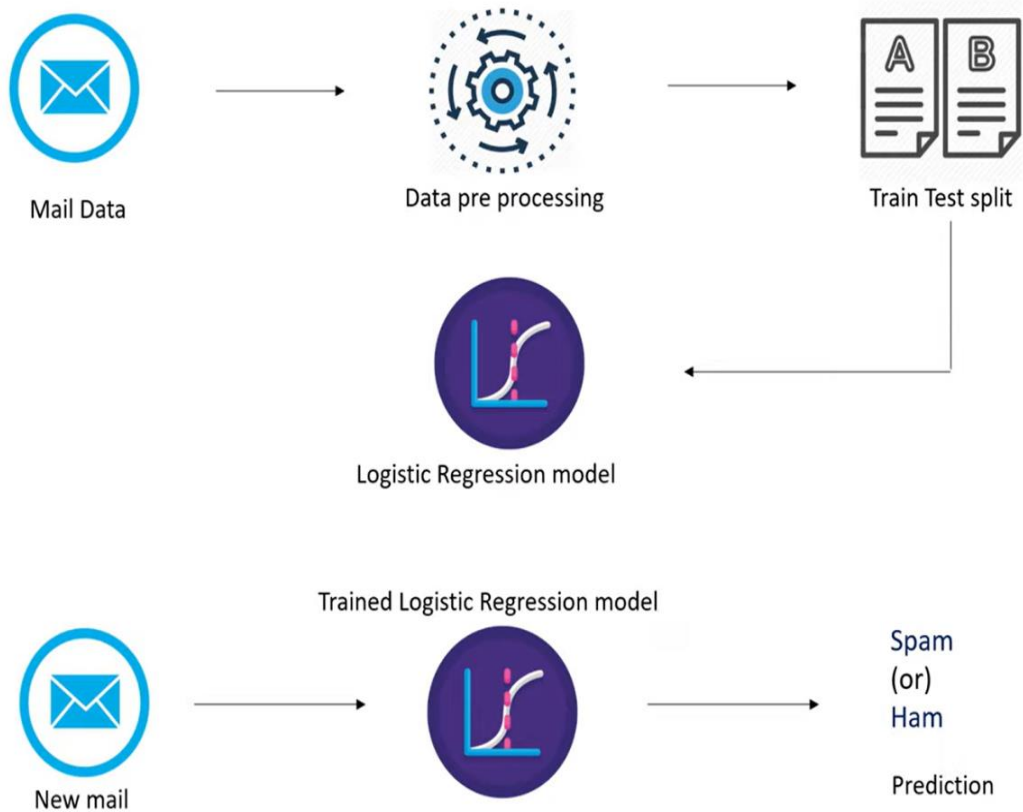 A B
Mail Data
Data pre processing
Train Test split
Logistic Regression model
Trained Logistic Regression model
Spam
(or)
Ham
New mail
Prediction